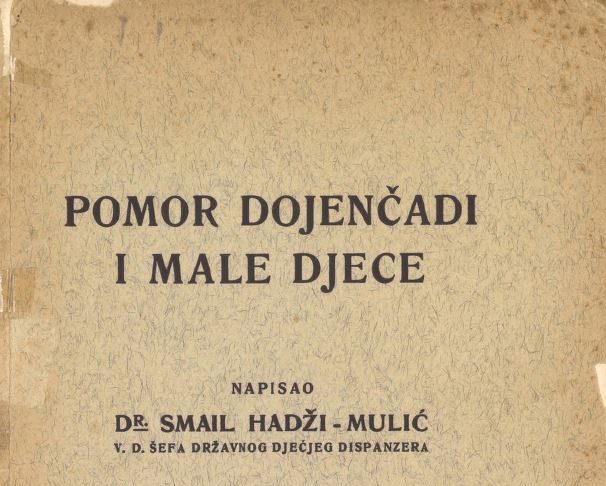 POMOR DOJENČADI
I MALE DJECE
NAPISAO
DR. SMAIL HADŽI-MULIĆ
V. D. ŠEFA DRŽAVNOG DJEČJEG DISPANZERA